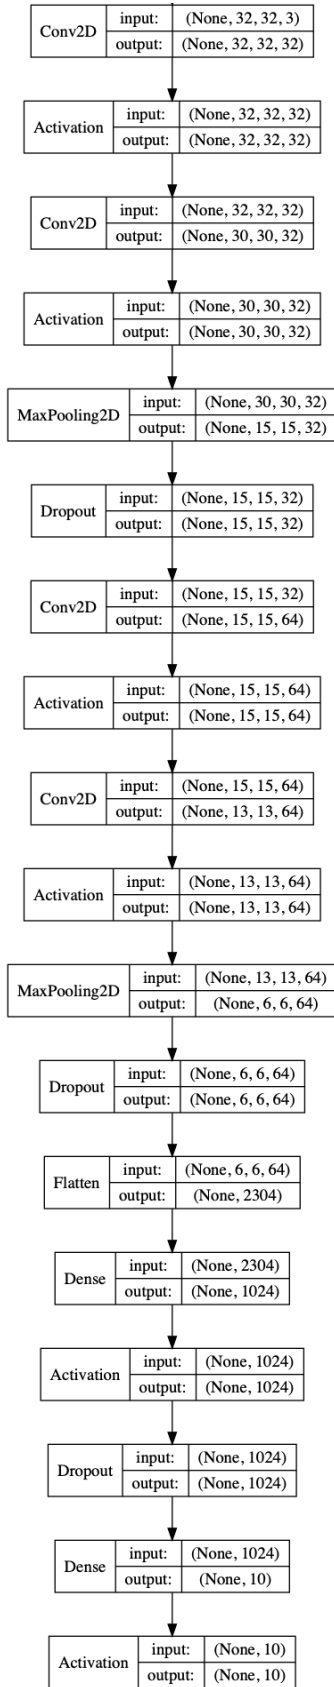 Conv2D
input: (None, 32, 32, 3)
output: (None, 32, 32, 32)
Activation
input: (None, 32, 32, 32)
output: (None, 32, 32, 32)
Conv2D
input: (None, 32, 32, 32)
output: (None, 30, 30, 32)
Activation
input: (None, 30, 30, 32)
output: (None, 30, 30, 32)
MaxPooling2D
input: (None, 30, 30, 32)
output: (None, 15, 15, 32)
Dropout
input: (None, 15, 15, 32)
output: (None, 15, 15, 32)
Conv2D
input: (None, 15, 15, 32)
output: (None, 15, 15, 64)
Activation
input: (None, 15, 15, 64)
output: (None, 15, 15, 64)
Conv2D
input: (None, 15, 15, 64)
output: (None, 13, 13, 64)
Activation
input: (None, 13, 13, 64)
output: (None, 13, 13, 64)
MaxPooling2D
input: (None, 13, 13, 64)
output: (None, 6, 6, 64)
Dropout
input: (None, 6, 6, 64)
output: (None, 6, 6, 64)
Flatten
input: (None, 6, 6, 64)
output: (None, 2304)
Dense
input: (None, 2304)
output: (None, 1024)
Activation
input: (None, 1024)
output: (None, 1024)
Dropout
input: (None, 1024)
output: (None, 1024)
Dense
input: (None, 1024)
output: (None, 10)
Activation
input: (None, 10)
output: (None, 10)